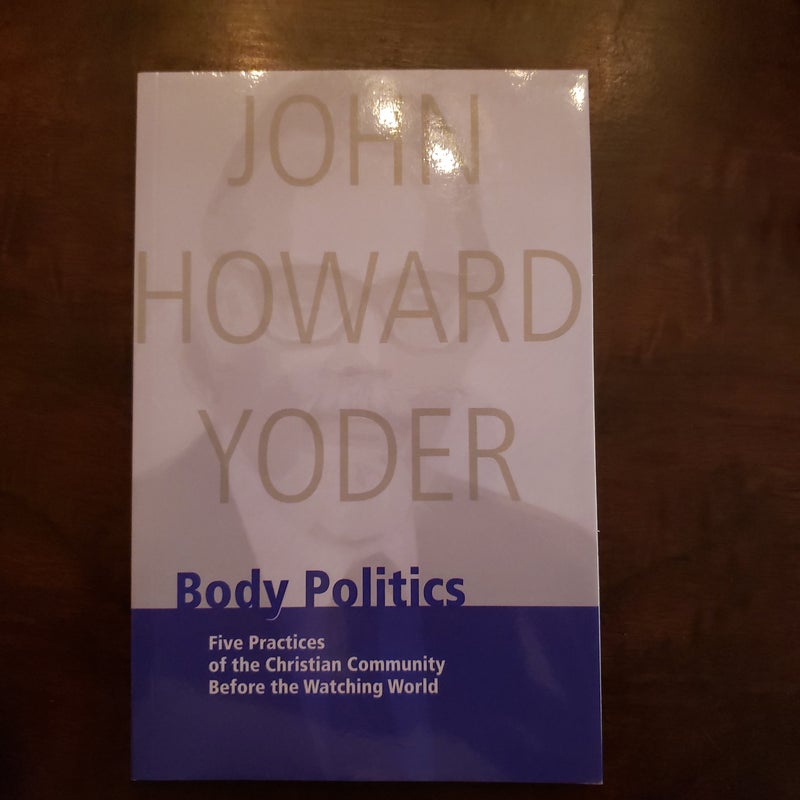 JOHN
HOWARD
YODER
Body Politics
Five Practices
of the Christian Community
Before the Watching World